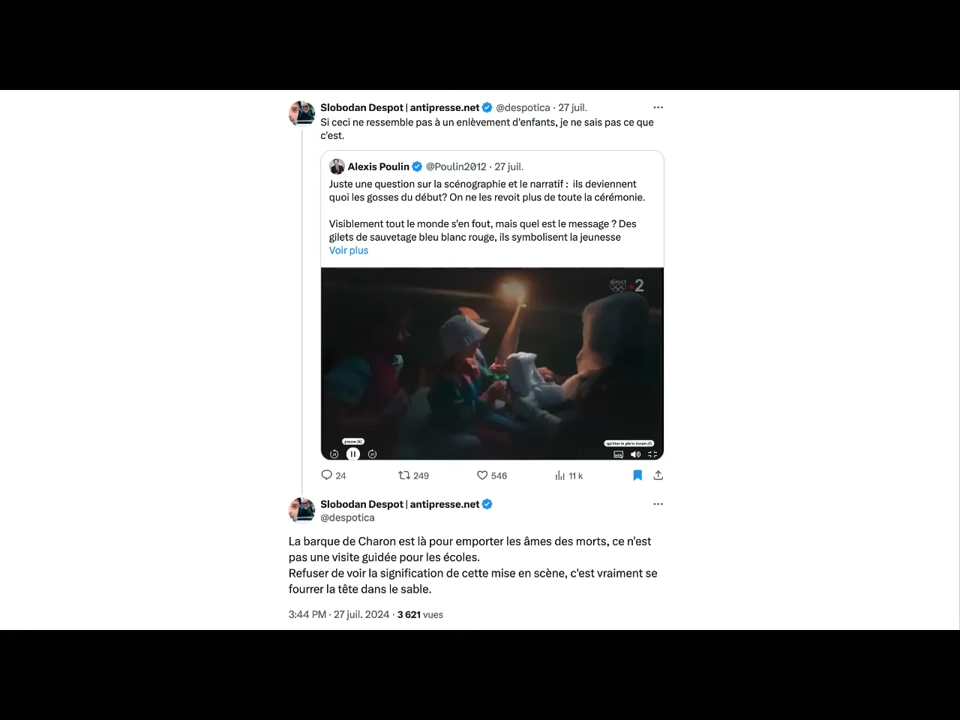 Slobodan Despot | antipresse.net @despotica · 27 juil.
Si ceci ne ressemble pas à un enlèvement d'enfants, je ne sais pas ce que
c'est.
Alexis Poulin @Poulin2012 · 27 juil.
Juste une question sur la scénographie et le narratif : ils deviennent
quoi les gosses du début? On ne les revoit plus de toute la cérémonie.
Visiblement tout le monde s'en fout, mais quel est le message ? Des
gilets de sauvetage bleu blanc rouge, ils symbolisent la jeunesse
Voir plus
direct
2
pause (k)
quitter le plein écran (f)
24 249 546 11 k
Slobodan Despot | antipresse.net
@despotica
La barque de Charon est là pour emporter les âmes des morts, ce n'est
pas une visite guidée pour les écoles.
Refuser de voir la signification de cette mise en scène, c'est vraiment se
fourrer la tête dans le sable.
3:44 PM · 27 juil. 2024 · 3 621 vues